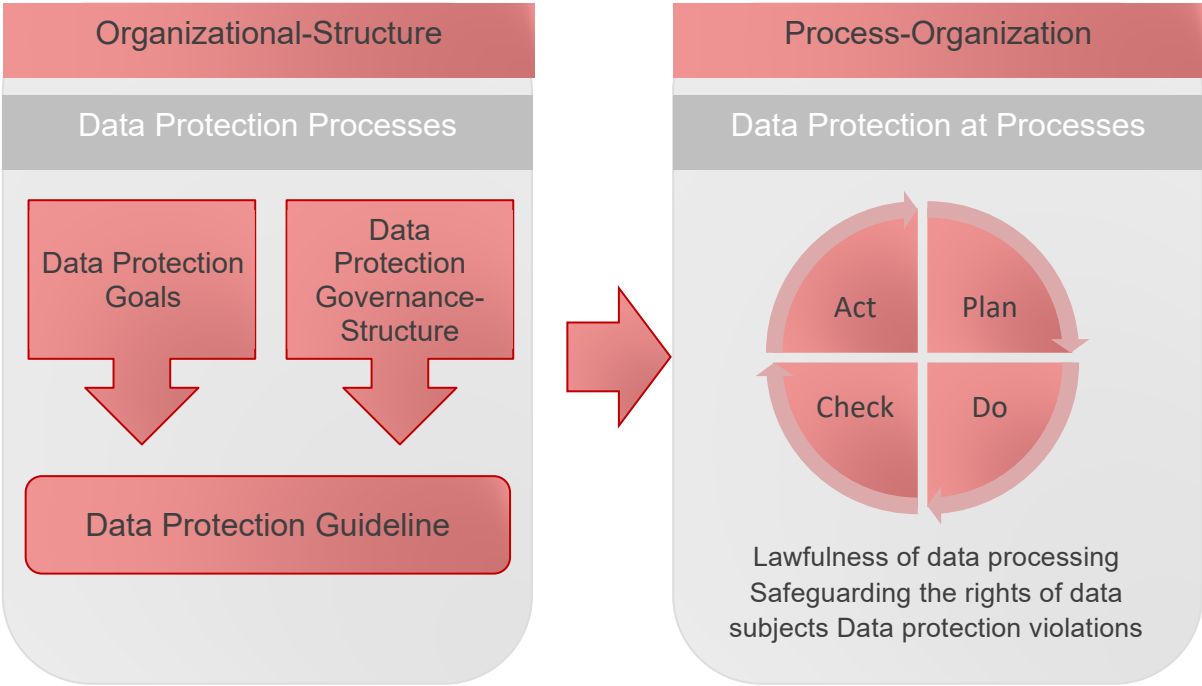 Organizational-Structure
Data Protection Processes
Data Protection
Goals
Data
Protection
Governance-
Structure
Data Protection Guideline
Process-Organization
Data Protection at Processes
Act
Plan
Check
Do
Lawfulness of data processing
Safeguarding the rights of data
subjects Data protection violations